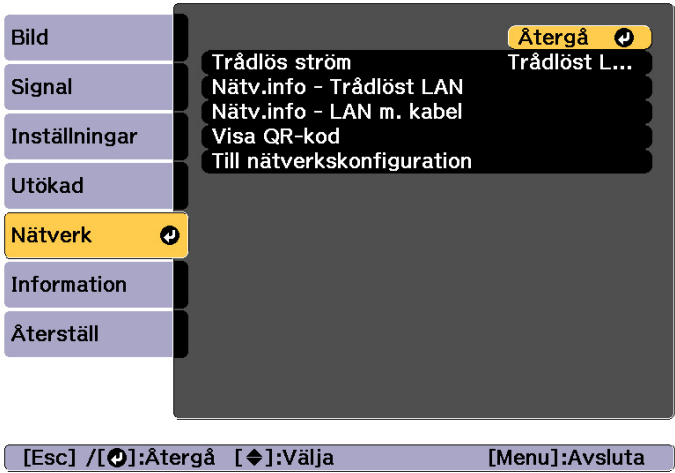 Bild
Signal
Inställningar
Utökad
Nätverk
Information
Återställ
Återgå
Trådlös ström Trådlöst L...
Nätv.info - Trådlöst LAN
Nätv.info - LAN m. kabel
Visa QR-kod
Till nätverkskonfiguration
[Esc] /[⏎]:Återgå [◆]:Välja [Menu]:Avsluta